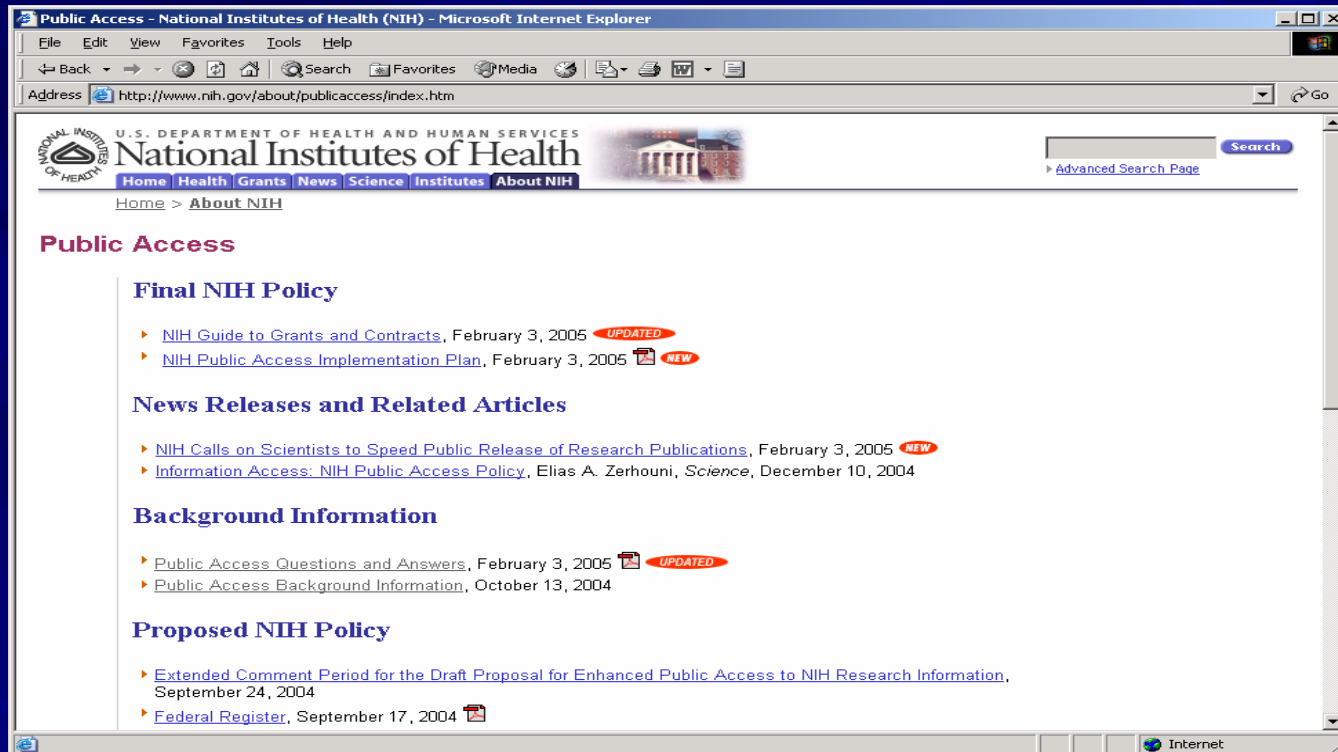 Public Access - National Institutes of Health (NIH) - Microsoft Internet Explorer
File Edit View Favorites Tools Help
Back Search Favorites Media
Address http://www.nih.gov/about/publicaccess/index.htm Go
NATIONAL INSTITUTES OF HEALTH
U.S. DEPARTMENT OF HEALTH AND HUMAN SERVICES
National Institutes of Health
Search
Advanced Search Page
Home Health Grants News Science Institutes About NIH
Home > About NIH
Public Access
Final NIH Policy
NIH Guide to Grants and Contracts, February 3, 2005 UPDATED
NIH Public Access Implementation Plan, February 3, 2005 NEW
News Releases and Related Articles
NIH Calls on Scientists to Speed Public Release of Research Publications, February 3, 2005 NEW
Information Access: NIH Public Access Policy, Elias A. Zerhouni, Science, December 10, 2004
Background Information
Public Access Questions and Answers, February 3, 2005 UPDATED
Public Access Background Information, October 13, 2004
Proposed NIH Policy
Extended Comment Period for the Draft Proposal for Enhanced Public Access to NIH Research Information,
September 24, 2004
Federal Register, September 17, 2004
Internet